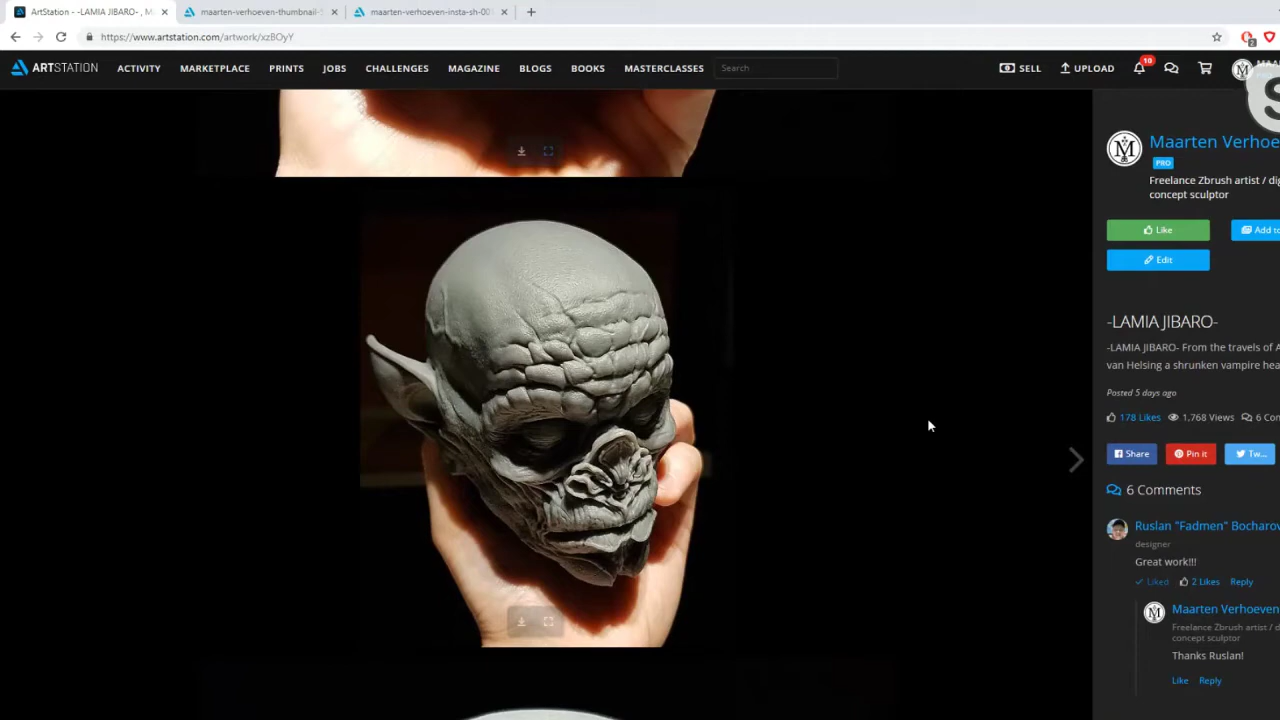 ArtStation - -LAMIA JIBARO- , M
maarten-verhoeven-thumbnail-
maarten-verhoeven-insta-sh-00
https://www.artstation.com/artwork/xzBOyY
2
ARTSTATION
ACTIVITY
MARKETPLACE
PRINTS
JOBS
CHALLENGES
MAGAZINE
BLOGS
BOOKS
MASTERCLASSES
Search
SELL
UPLOAD
10
Maarten Verhoe
PRO
Freelance Zbrush artist / dig
concept sculptor
Like
Add to
Edit
-LAMIA JIBARO-
-LAMIA JIBARO- From the travels of A
van Helsing a shrunken vampire hea
Posted 5 days ago
178 Likes 1,768 Views 6 Con
Share
Pin it
Tw...
6 Comments
Ruslan "Fadmen" Bocharov
designer
Great work!!!
Liked 2 Likes Reply
Maarten Verhoeven
Freelance Zbrush artist /
concept sculptor
Thanks Ruslan!
Like Reply